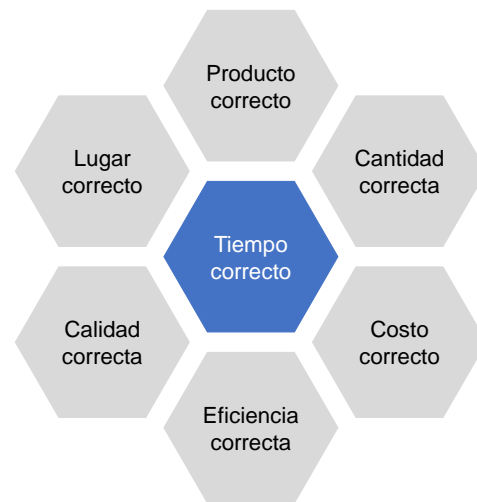 Producto
correcto
Lugar
correcto
Cantidad
correcta
Tiempo
correcto
Calidad
correcta
Costo
correcto
Eficiencia
correcta